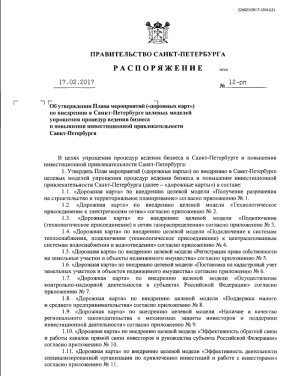 ПРАВИТЕЛЬСТВО САНКТ-ПЕТЕРБУРГА
РАСПОРЯЖЕНИЕ
17.02.2017
№ 12-рп
Об утверждении Плана мероприятий («дорожных карт»)
по внедрению в Санкт-Петербурге целевых моделей
упрощения процедур ведения бизнеса
и повышения инвестиционной привлекательности
Санкт-Петербурга
В целях упрощения процедур ведения бизнеса в Санкт-Петербурге и повышения
инвестиционной привлекательности Санкт-Петербурга:
1. Утвердить План мероприятий («дорожные карты») по внедрению в Санкт-Петербурге
целевых моделей упрощения процедур ведения бизнеса и повышения инвестиционной
привлекательности Санкт-Петербурга (далее – «дорожные карты») в составе:
1.1. «Дорожная карта» по внедрению целевой модели «Получение разрешения
на строительство и территориальное планирование» согласно приложению № 1.
1.2. «Дорожная карта» по внедрению целевой модели «Технологическое
присоединение к электрическим сетям» согласно приложению № 2.
1.3. «Дорожная карта» по внедрению целевой модели «Подключение
(технологическое присоединение) к сетям газораспределения» согласно приложению № 3.
1.4. «Дорожная карта» по внедрению целевой модели «Подключение к системам
теплоснабжения, подключение (технологическое присоединение) к централизованным
системам водоснабжения и водоотведения» согласно приложению № 4.
1.5. «Дорожная карта» по внедрению целевой модели «Регистрация права собственности
на земельные участки и объекты недвижимого имущества» согласно приложению № 5.
1.6. «Дорожная карта» по внедрению целевой модели «Постановка на кадастровый учет
земельных участков и объектов недвижимого имущества» согласно приложению № 6.
1.7. «Дорожная карта» по внедрению целевой модели «Осуществление
контрольно-надзорной деятельности в субъектах Российской Федерации» согласно
приложению № 7.
1.8. «Дорожная карта» по внедрению целевой модели «Поддержка малого
и среднего предпринимательства» согласно приложению № 8.
1.9. «Дорожная карта» по внедрению целевой модели «Наличие и качество
регионального законодательства о механизмах защиты инвесторов и поддержки
инвестиционной деятельности» согласно приложению № 9.
1.10. «Дорожная карта» по внедрению целевой модели «Эффективность обратной связи
и работы каналов прямой связи инвесторов и руководства субъекта Российской Федерации»
согласно приложению № 10.
1.11. «Дорожная карта» по внедрению целевой модели «Эффективность деятельности
специализированной организации по привлечению инвестиций и работе с инвесторами»
согласно приложению № 11.